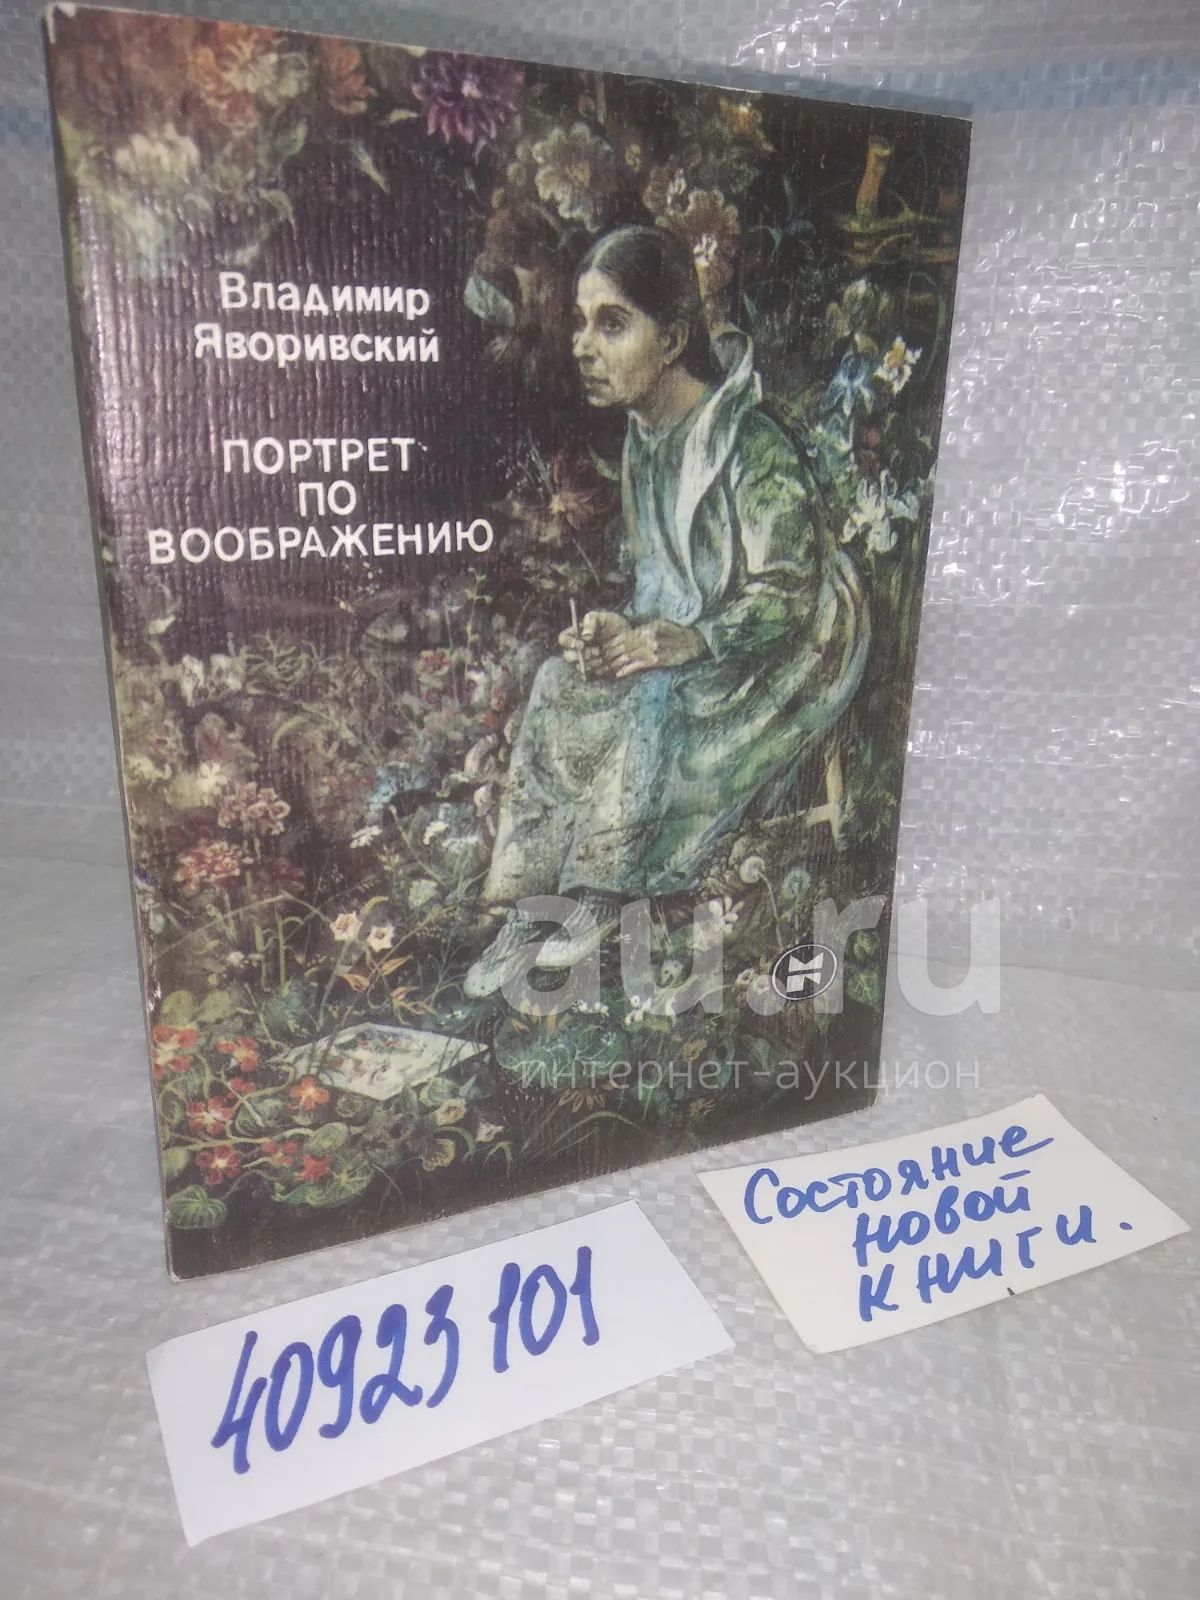 Владимир
Яворивский
ПОРТРЕТ
ПО
ВООБРАЖЕНИЮ
au.ru
интернет-аукцион
Состояние
новой
книги.
40923101